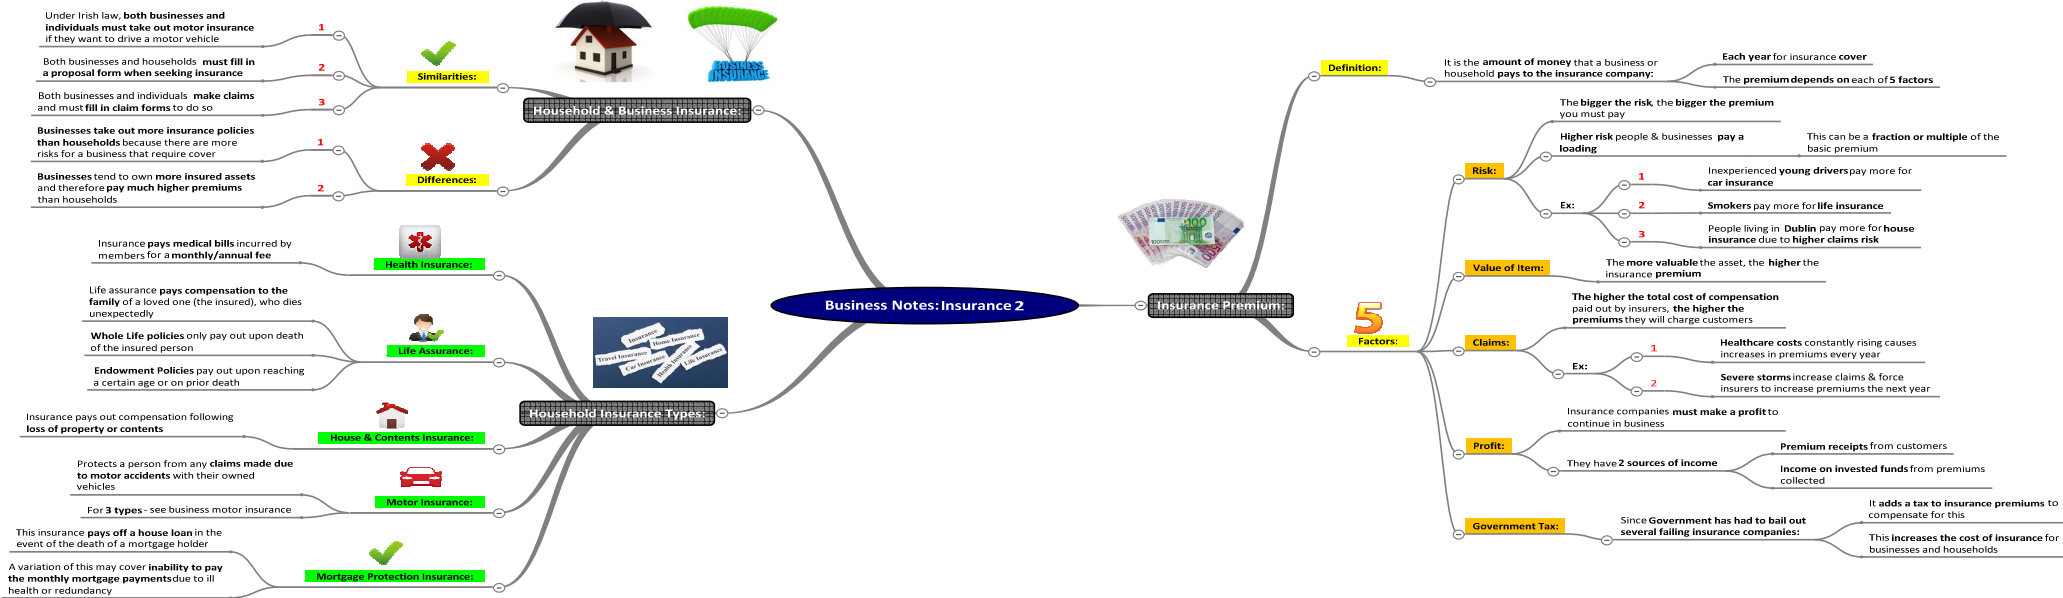 Business Notes: Insurance 2
Household & Business Insurance:
BUSINESS
INSURANCE
Similarities:
1
Under Irish law, both businesses and
individuals must take out motor insurance
if they want to drive a motor vehicle
2
Both businesses and households must fill in
a proposal form when seeking insurance
3
Both businesses and individuals make claims
and must fill in claim forms to do so
Differences:
1
Businesses take out more insurance policies
than households because there are more
risks for a business that require cover
2
Businesses tend to own more insured assets
and therefore pay much higher premiums
than households
Household Insurance Types:
Insurance
Home Insurance
Travel Insurance
Car Insurance
Health Insurance
Life Insurance
Health Insurance:
Insurance pays medical bills incurred by
members for a monthly/annual fee
Life Assurance:
Life assurance pays compensation to the
family of a loved one (the insured), who dies
unexpectedly
Whole Life policies only pay out upon death
of the insured person
Endowment Policies pay out upon reaching
a certain age or on prior death
House & Contents Insurance:
Insurance pays out compensation following
loss of property or contents
Motor Insurance:
Protects a person from any claims made due
to motor accidents with their owned
vehicles
For 3 types - see business motor insurance
Mortgage Protection Insurance:
This insurance pays off a house loan in the
event of the death of a mortgage holder
A variation of this may cover inability to pay
the monthly mortgage payments due to ill
health or redundancy
Insurance Premium:
100
Definition:
It is the amount of money that a business or
household pays to the insurance company:
Each year for insurance cover
The premium depends on each of 5 factors
5
Factors:
Risk:
The bigger the risk, the bigger the premium
you must pay
Higher risk people & businesses pay a
loading
This can be a fraction or multiple of the
basic premium
Ex:
1
Inexperienced young drivers pay more for
car insurance
2
Smokers pay more for life insurance
3
People living in Dublin pay more for house
insurance due to higher claims risk
Value of Item:
The more valuable the asset, the higher the
insurance premium
Claims:
The higher the total cost of compensation
paid out by insurers, the higher the
premiums they will charge customers
Ex:
1
Healthcare costs constantly rising causes
increases in premiums every year
2
Severe storms increase claims & force
insurers to increase premiums the next year
Profit:
Insurance companies must make a profit to
continue in business
They have 2 sources of income
Premium receipts from customers
Income on invested funds from premiums
collected
Government Tax:
Since Government has had to bail out
several failing insurance companies:
It adds a tax to insurance premiums to
compensate for this
This increases the cost of insurance for
businesses and households